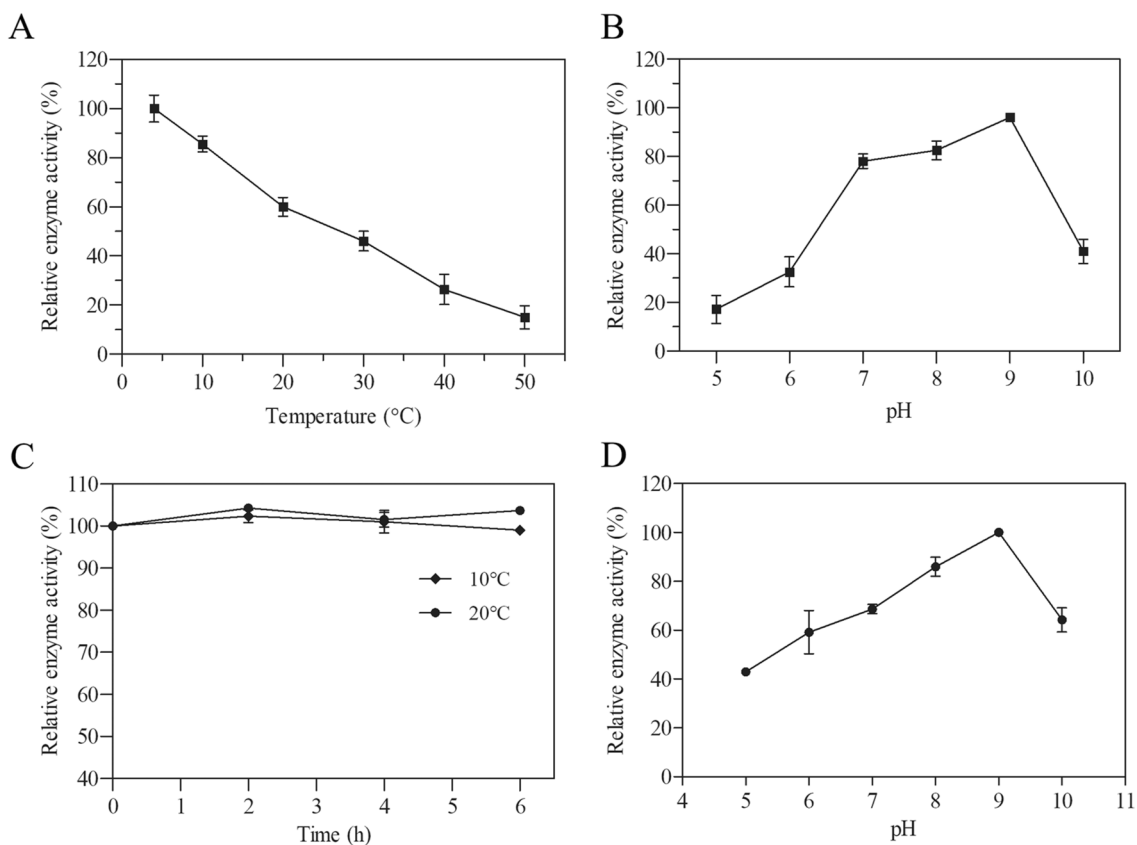 A
120
100
80
60
40
20
0
Relative enzyme activity (%)
0 10 20 30 40 50
Temperature (°C)
B
120
100
80
60
40
20
0
Relative enzyme activity (%)
5 6 7 8 9 10
pH
C
110
100
90
80
70
60
50
40
Relative enzyme activity (%)
10°C
20°C
0 1 2 3 4 5 6
Time (h)
D
120
100
80
60
40
20
0
Relative enzyme activity (%)
4 5 6 7 8 9 10 11
pH